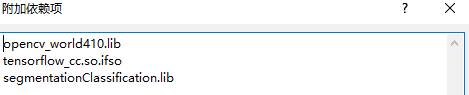 附加依赖项
? ×
opencv_world410.lib
tensorflow_cc.so.ifso
segmentationClassification.lib